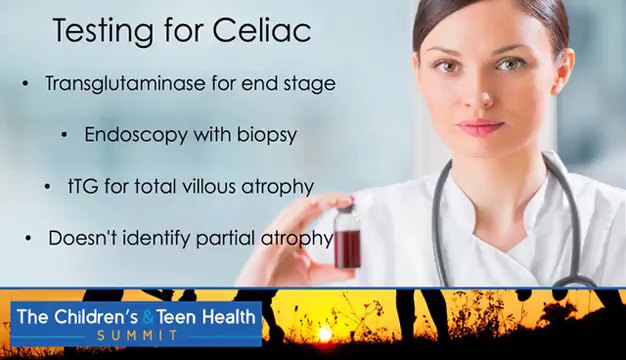 Testing for Celiac
• Transglutaminase for end stage
• Endoscopy with biopsy
• tTG for total villous atrophy
• Doesn't identify partial atrophy
The Children's & Teen Health
SUMMIT